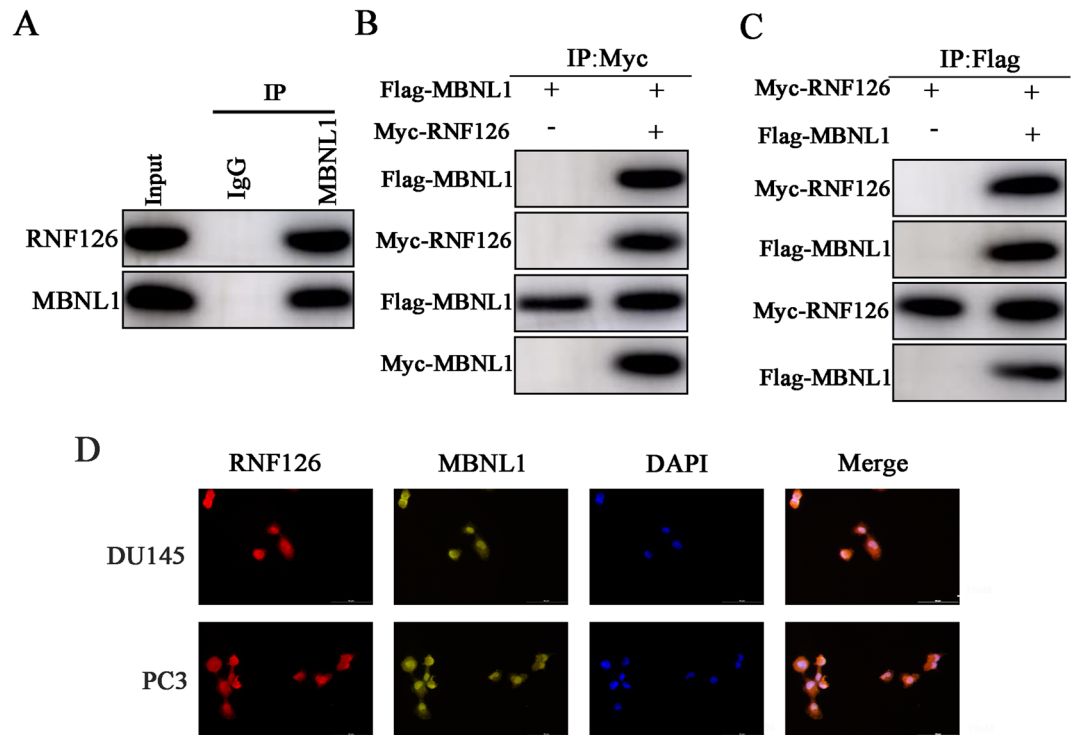 A
IP
Input
IgG
MBNL1
RNF126
MBNL1
B
IP:Myc
Flag-MBNL1 + +
Myc-RNF126 - +
Flag-MBNL1
Myc-RNF126
Flag-MBNL1
Myc-MBNL1
C
IP:Flag
Myc-RNF126 + +
Flag-MBNL1 - +
Myc-RNF126
Flag-MBNL1
Myc-RNF126
Flag-MBNL1
D
RNF126 MBNL1 DAPI Merge
DU145
PC3